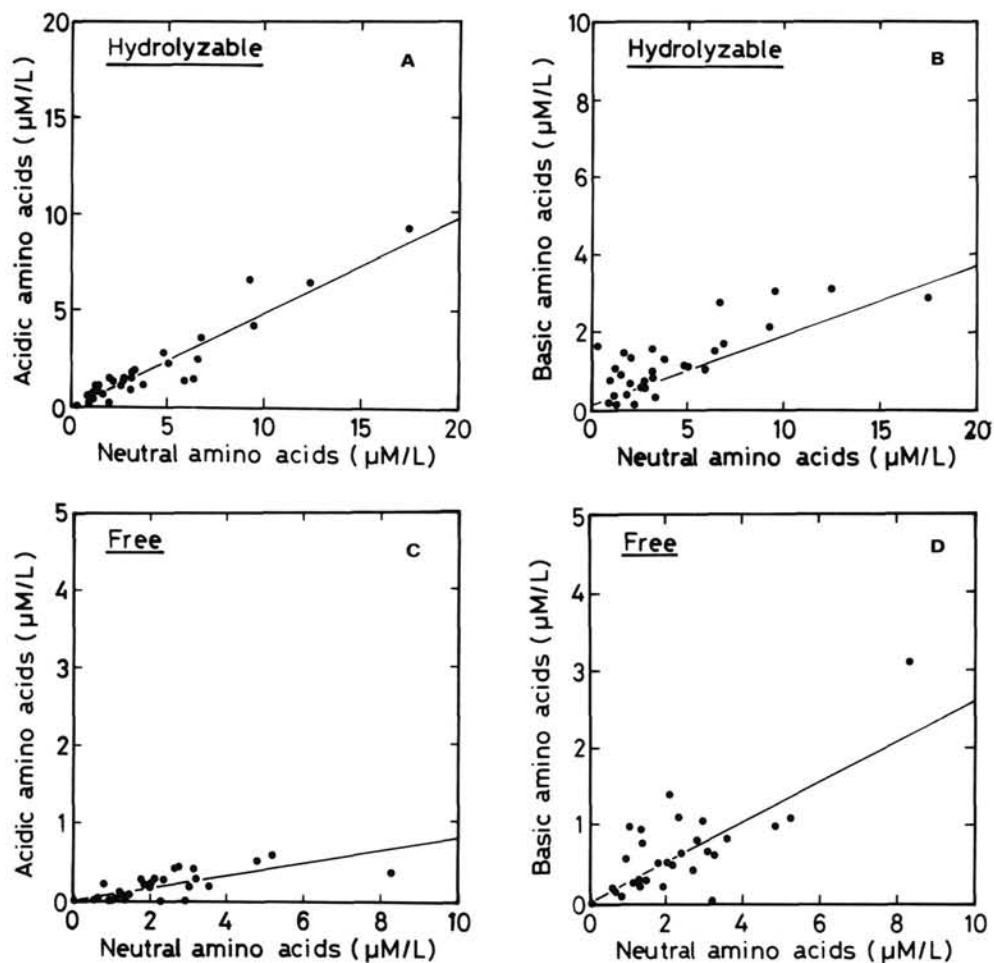 Hydrolyzable
A
Acidic amino acids (µM/L)
20
15
10
5
0
0
5
10
15
20
Neutral amino acids (µM/L)
Hydrolyzable
B
Basic amino acids (µM/L)
10
8
6
4
2
0
0
5
10
15
20
Neutral amino acids (µM/L)
Free
C
Acidic amino acids (µM/L)
5
4
3
2
1
0
0
2
4
6
8
10
Neutral amino acids (µM/L)
Free
D
Basic amino acids (µM/L)
5
4
3
2
1
0
0
2
4
6
8
10
Neutral amino acids (µM/L)